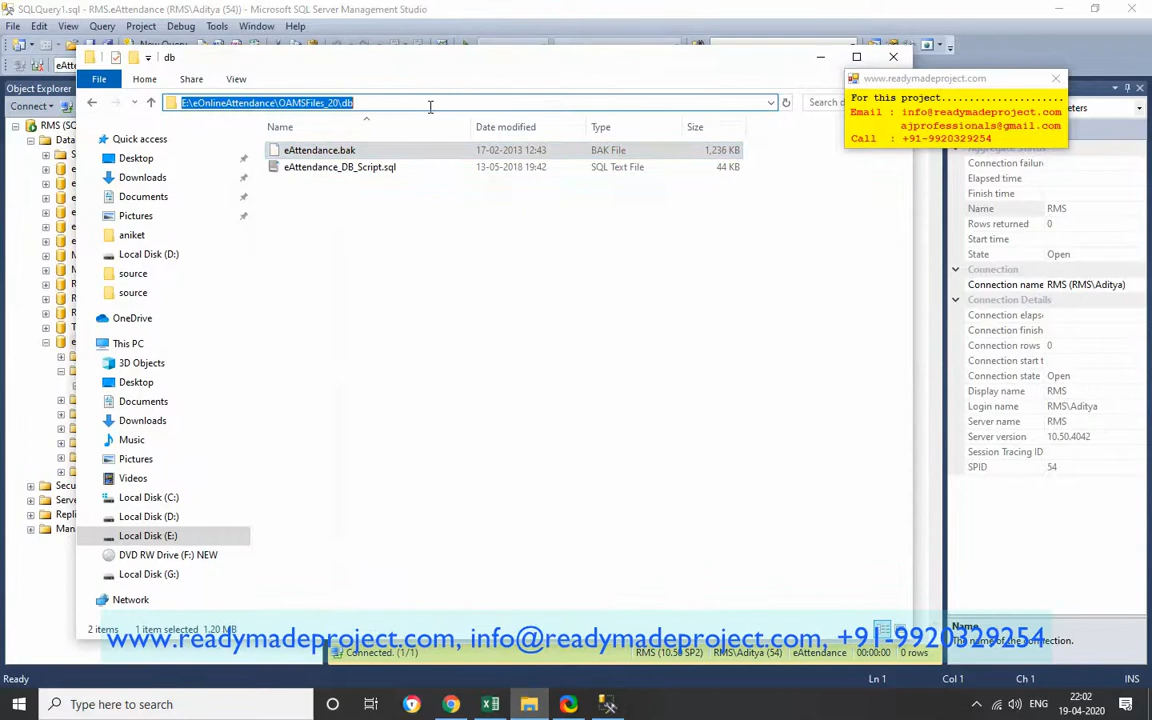 SQLQuery1.sql - RMS.eAttendance (RMS\Aditya (54)) - Microsoft SQL Server Management Studio
File Edit View Query Project Debug Tools Window Help
db
www.readymadeproject.com
File Home Share View
For this project......................
Email : info@readymadeproject.com
ajprofessionals@gmail.com
Call : +91-9920329254
E:\eOnlineAttendance\OAMSFiles_20\db
Object Explorer
Connect
Name Date modified Type Size
eAttendance.bak 17-02-2013 12:43 BAK File 1,236 KB
eAttendance_DB_Script.sql 13-05-2018 19:42 SQL Text File 44 KB
Quick access
Desktop
Downloads
Documents
Pictures
aniket
Local Disk (D:)
source
source
OneDrive
This PC
3D Objects
Desktop
Documents
Downloads
Music
Pictures
Videos
Local Disk (C:)
Local Disk (D:)
Local Disk (E:)
DVD RW Drive (F:) NEW
Local Disk (G:)
Network
2 items 1 item selected 1.20 MB
Connection failure
Elapsed time
Finish time
Name RMS
Rows returned 0
Start time
State Open
Connection
Connection name RMS (RMS\Aditya)
Connection Details
Connection elaps
Connection finish
Connection rows 0
Connection start t
Connection state Open
Display name RMS
Login name RMS\Aditya
Server name RMS
Server version 10.50.4042
Session Tracing ID
SPID 54
Name
The name of the connection.
www.readymadeproject.com, info@readymadeproject.com, +91-9920329254
Connected. (1/1) RMS (10.50 SP2) RMS\Aditya (54) eAttendance 00:00:00 0 rows
Ready Ln 1 Col 1 Ch 1 INS
Type here to search
ENG
22:02
19-04-2020